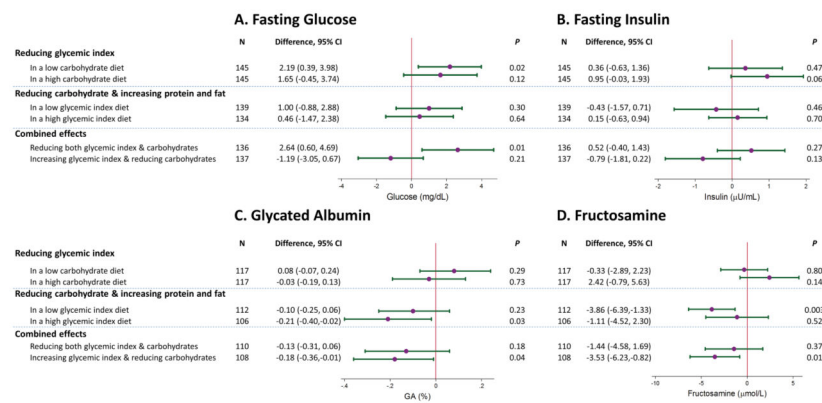 A. Fasting Glucose
B. Fasting Insulin
N Difference, 95% CI P N Difference, 95% CI P
Reducing glycemic index
In a low carbohydrate diet 145 2.19 (0.39, 3.98) 0.02 145 0.36 (-0.63, 1.36) 0.47
In a high carbohydrate diet 145 1.65 (-0.45, 3.74) 0.12 145 0.95 (-0.03, 1.93) 0.06
Reducing carbohydrate & increasing protein and fat
In a low glycemic index diet 139 1.00 (-0.88, 2.88) 0.30 139 -0.43 (-1.57, 0.71) 0.46
In a high glycemic index diet 134 0.46 (-1.47, 2.38) 0.64 134 0.15 (-0.63, 0.94) 0.70
Combined effects
Reducing both glycemic index & carbohydrates 136 2.64 (0.60, 4.69) 0.01 136 0.52 (-0.40, 1.43) 0.27
Increasing glycemic index & reducing carbohydrates 137 -1.19 (-3.05, 0.67) 0.21 137 -0.79 (-1.81, 0.22) 0.13
-4 -2 0 2 4 -2 -1 0 1 2
Glucose (mg/dL) Insulin (μU/mL)
C. Glycated Albumin
D. Fructosamine
N Difference, 95% CI P N Difference, 95% CI P
Reducing glycemic index
In a low carbohydrate diet 117 0.08 (-0.07, 0.24) 0.29 117 -0.33 (-2.89, 2.23) 0.80
In a high carbohydrate diet 117 -0.03 (-0.19, 0.13) 0.73 117 2.42 (-0.79, 5.63) 0.14
Reducing carbohydrate & increasing protein and fat
In a low glycemic index diet 112 -0.10 (-0.25, 0.06) 0.23 112 -3.86 (-6.39,-1.33) 0.003
In a high glycemic index diet 106 -0.21 (-0.40,-0.02) 0.03 106 -1.11 (-4.52, 2.30) 0.52
Combined effects
Reducing both glycemic index & carbohydrates 110 -0.13 (-0.31, 0.06) 0.18 110 -1.44 (-4.58, 1.69) 0.37
Increasing glycemic index & reducing carbohydrates 108 -0.18 (-0.36,-0.01) 0.04 108 -3.53 (-6.23,-0.82) 0.01
-.4 -.2 0 .2 -10 -5 0 5
GA (%) Fructosamine (μmol/L)